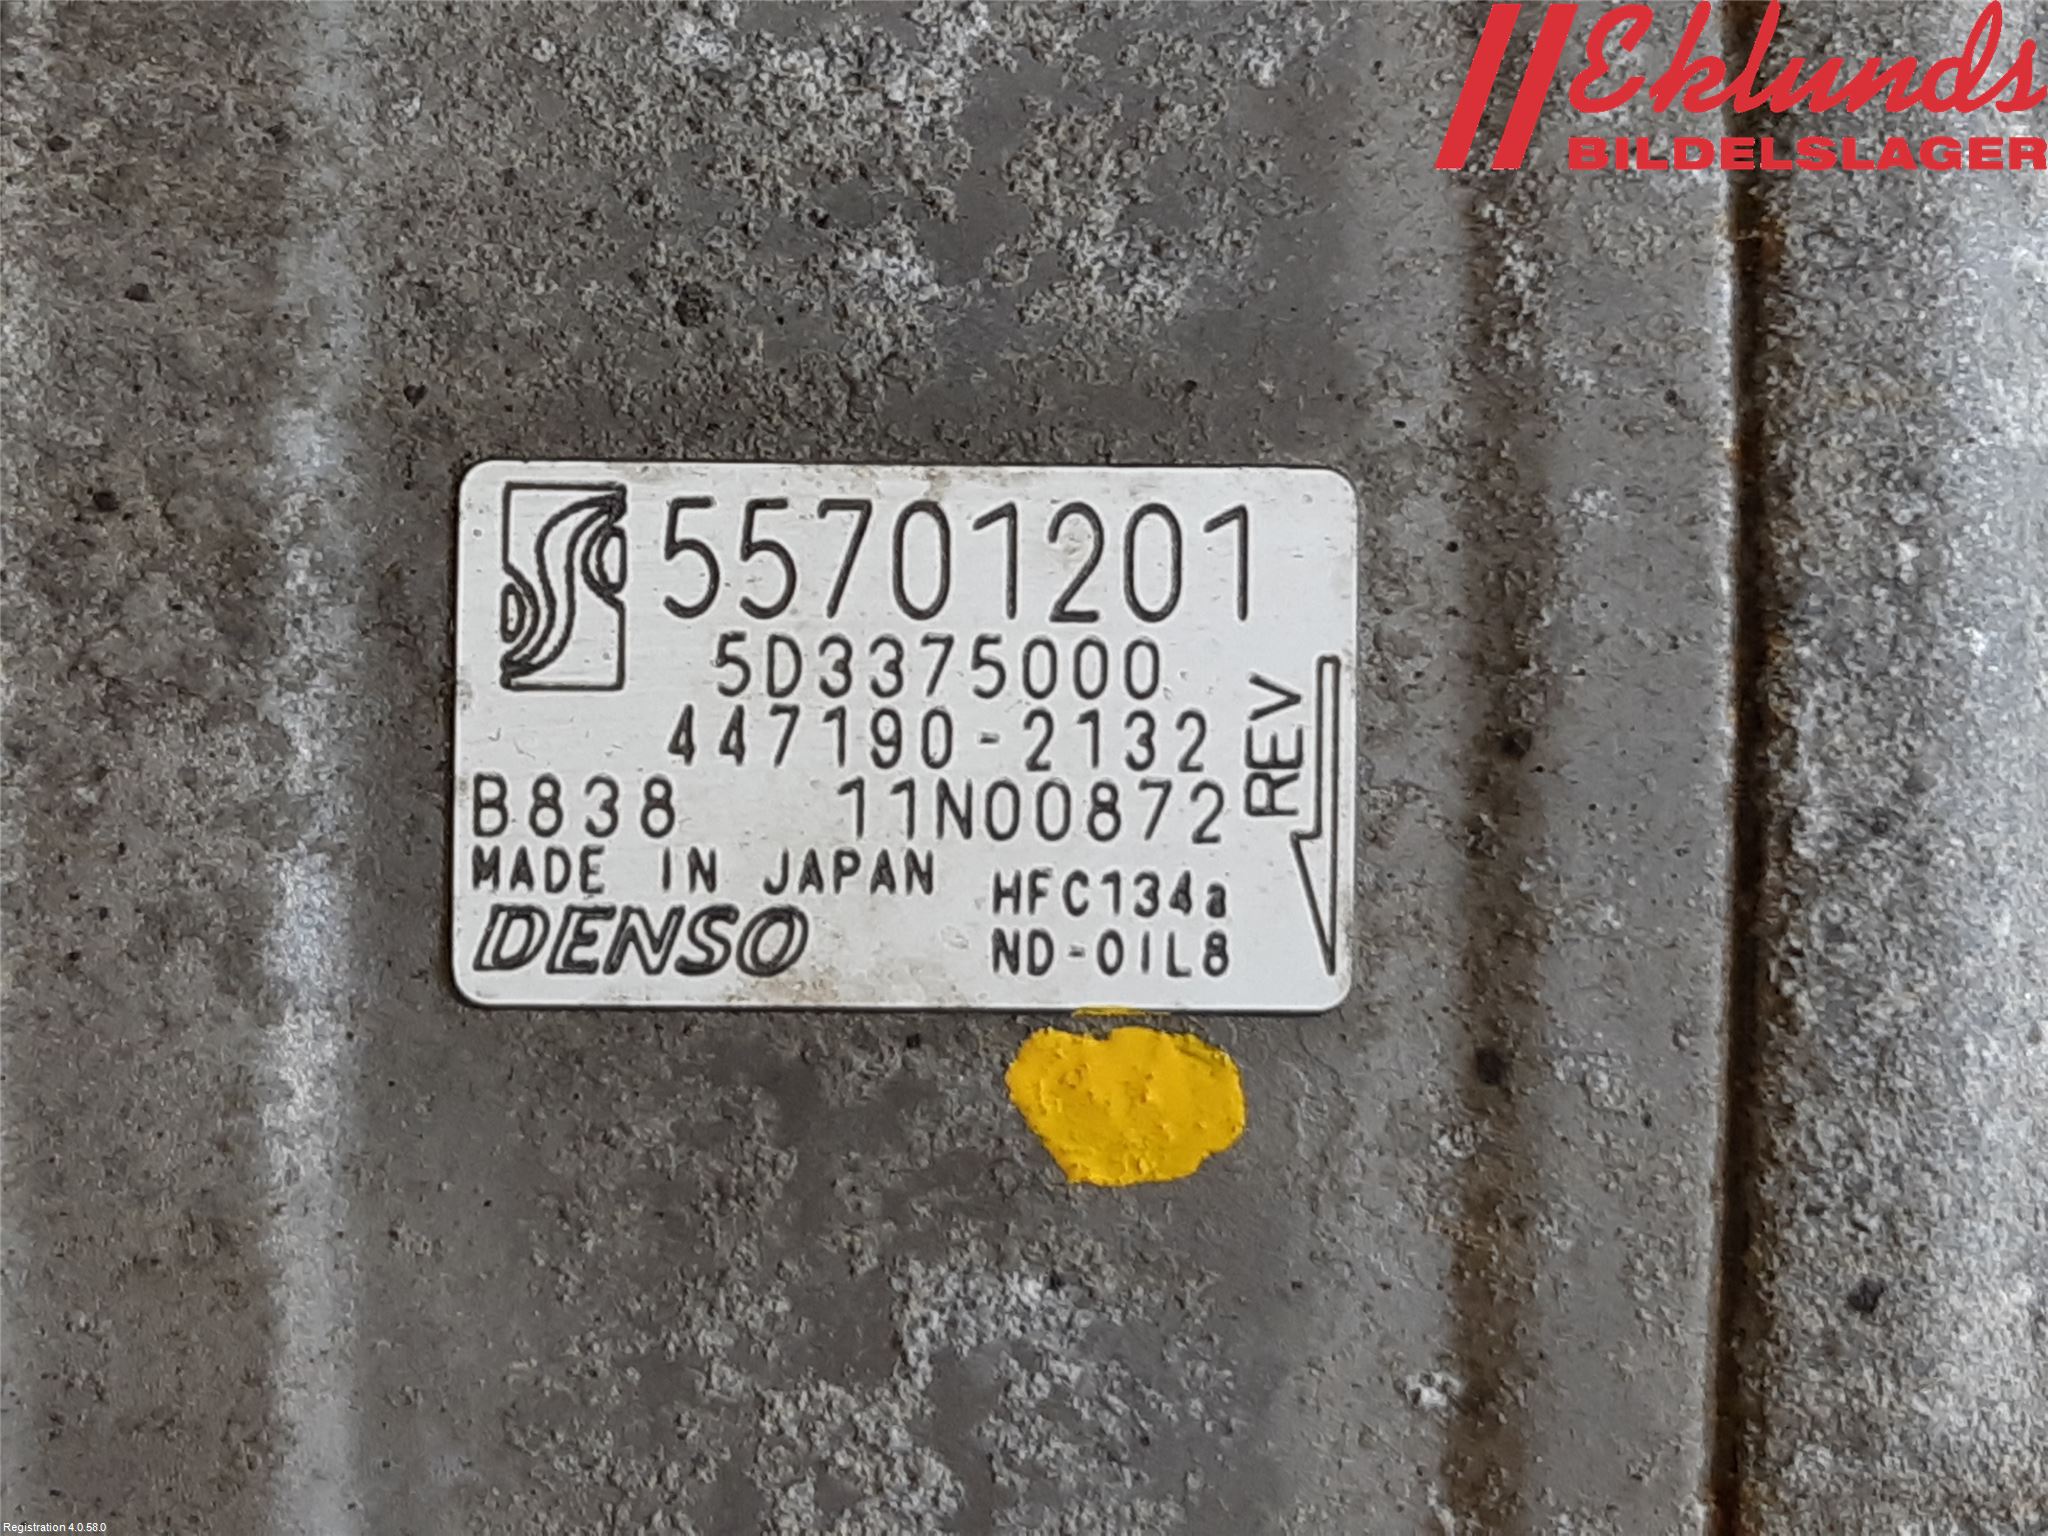 Eklunds
BILDELSLAGER
55701201
5D3375000
447190-2132
B838 11N00872
REV
MADE IN JAPAN
HFC134a
DENSO
ND-OIL8
Registration 4.0.58.0